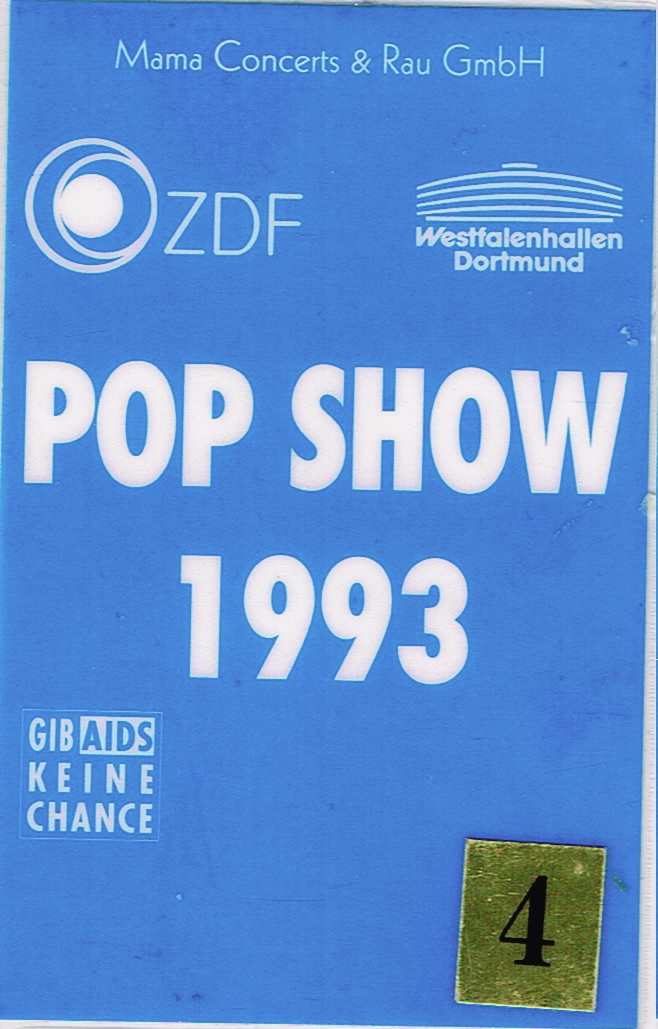 Mama Concerts & Rau GmbH
ZDF
Westfalenhallen
Dortmund
POP SHOW
1993
GIB AIDS
KEINE
CHANCE
4